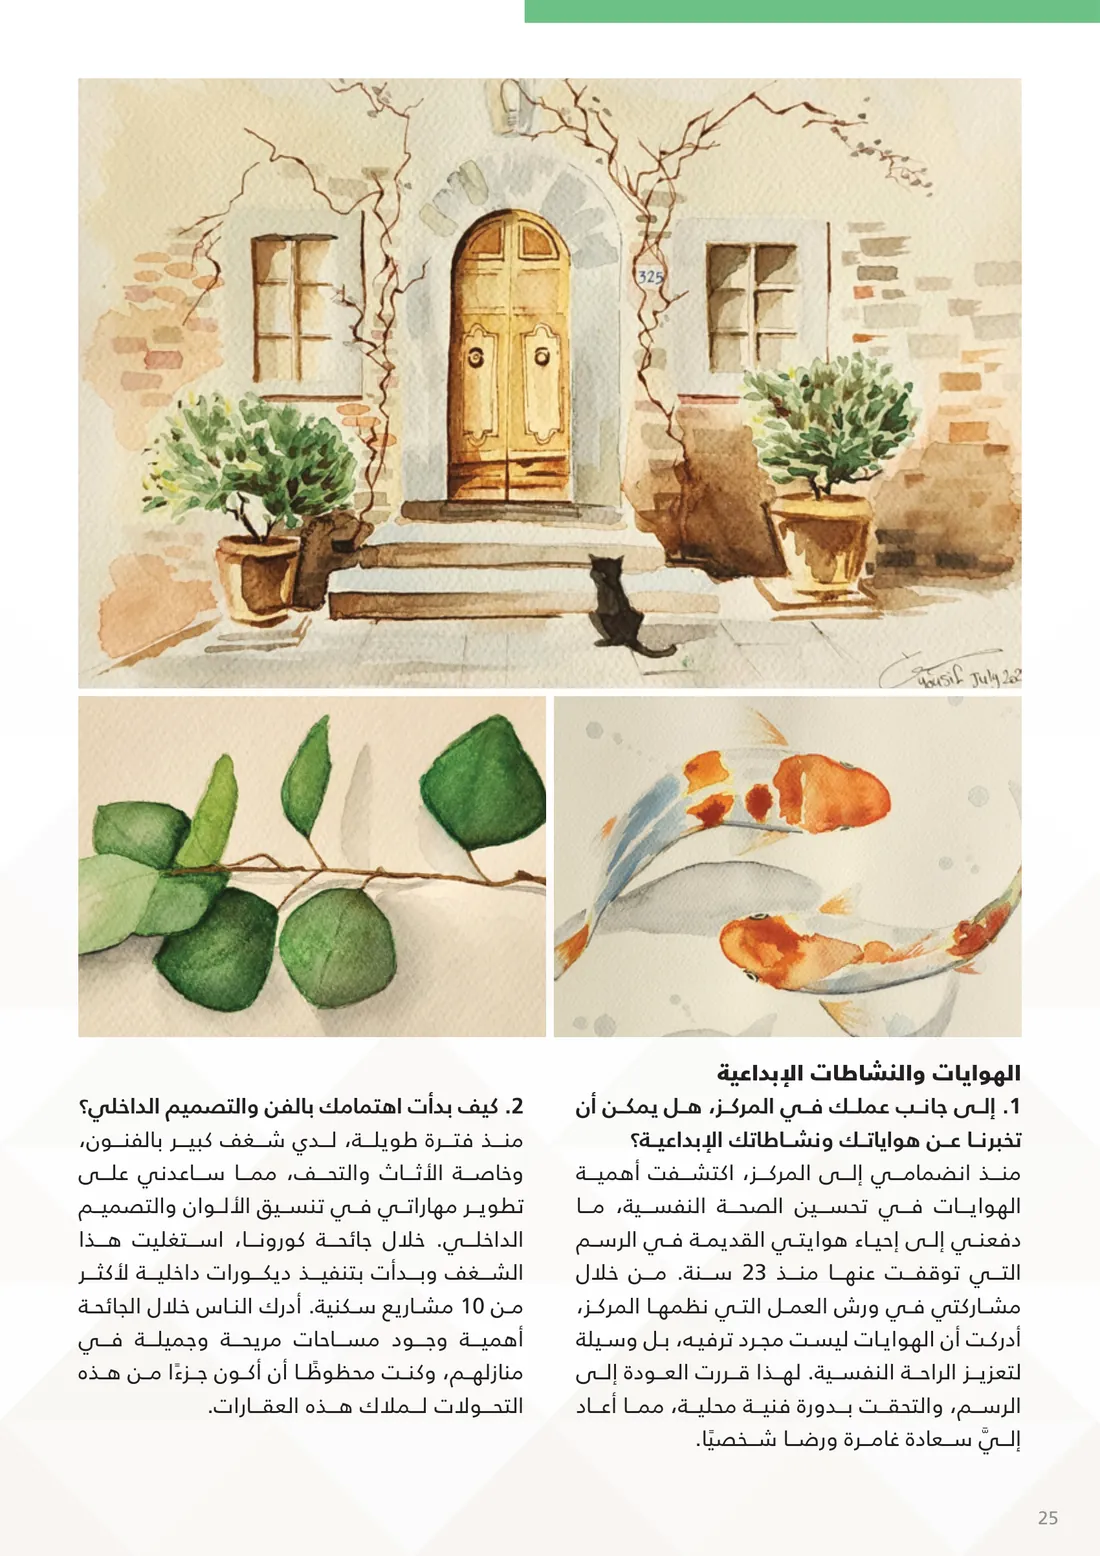 325
Yousif July 202
الهوايات والنشاطات الإبداعية
1. إلى جانب عملك في المركز، هل يمكن أن
تخبرنا عن هواياتك ونشاطاتك الإبداعية؟
منذ انضمامي إلى المركز، اكتشفت أهمية
الهوايات في تحسين الصحة النفسية، ما
دفعني إلى إحياء هوايتي القديمة في الرسم
التي توقفت عنها منذ 23 سنة. من خلال
مشاركتي في ورش العمل التي نظمها المركز،
أدركت أن الهوايات ليست مجرد ترفيه، بل وسيلة
لتعزيز الراحة النفسية. لهذا قررت العودة إلى
الرسم، والتحقت بدورة فنية محلية، مما أعاد
إليَّ سعادة غامرة ورضا شخصيًا.
2. كيف بدأت اهتمامك بالفن والتصميم الداخلي؟
منذ فترة طويلة، لدي شغف كبير بالفنون،
وخاصة الأثاث والتحف، مما ساعدني على
تطوير مهاراتي في تنسيق الألوان والتصميم
الداخلي. خلال جائحة كورونا، استغليت هذا
الشغف وبدأت بتنفيذ ديكورات داخلية لأكثر
من 10 مشاريع سكنية. أدرك الناس خلال الجائحة
أهمية وجود مساحات مريحة وجميلة في
منازلهم، وكنت محظوظًا أن أكون جزءًا من هذه
التحولات لملاك هذه العقارات.
25